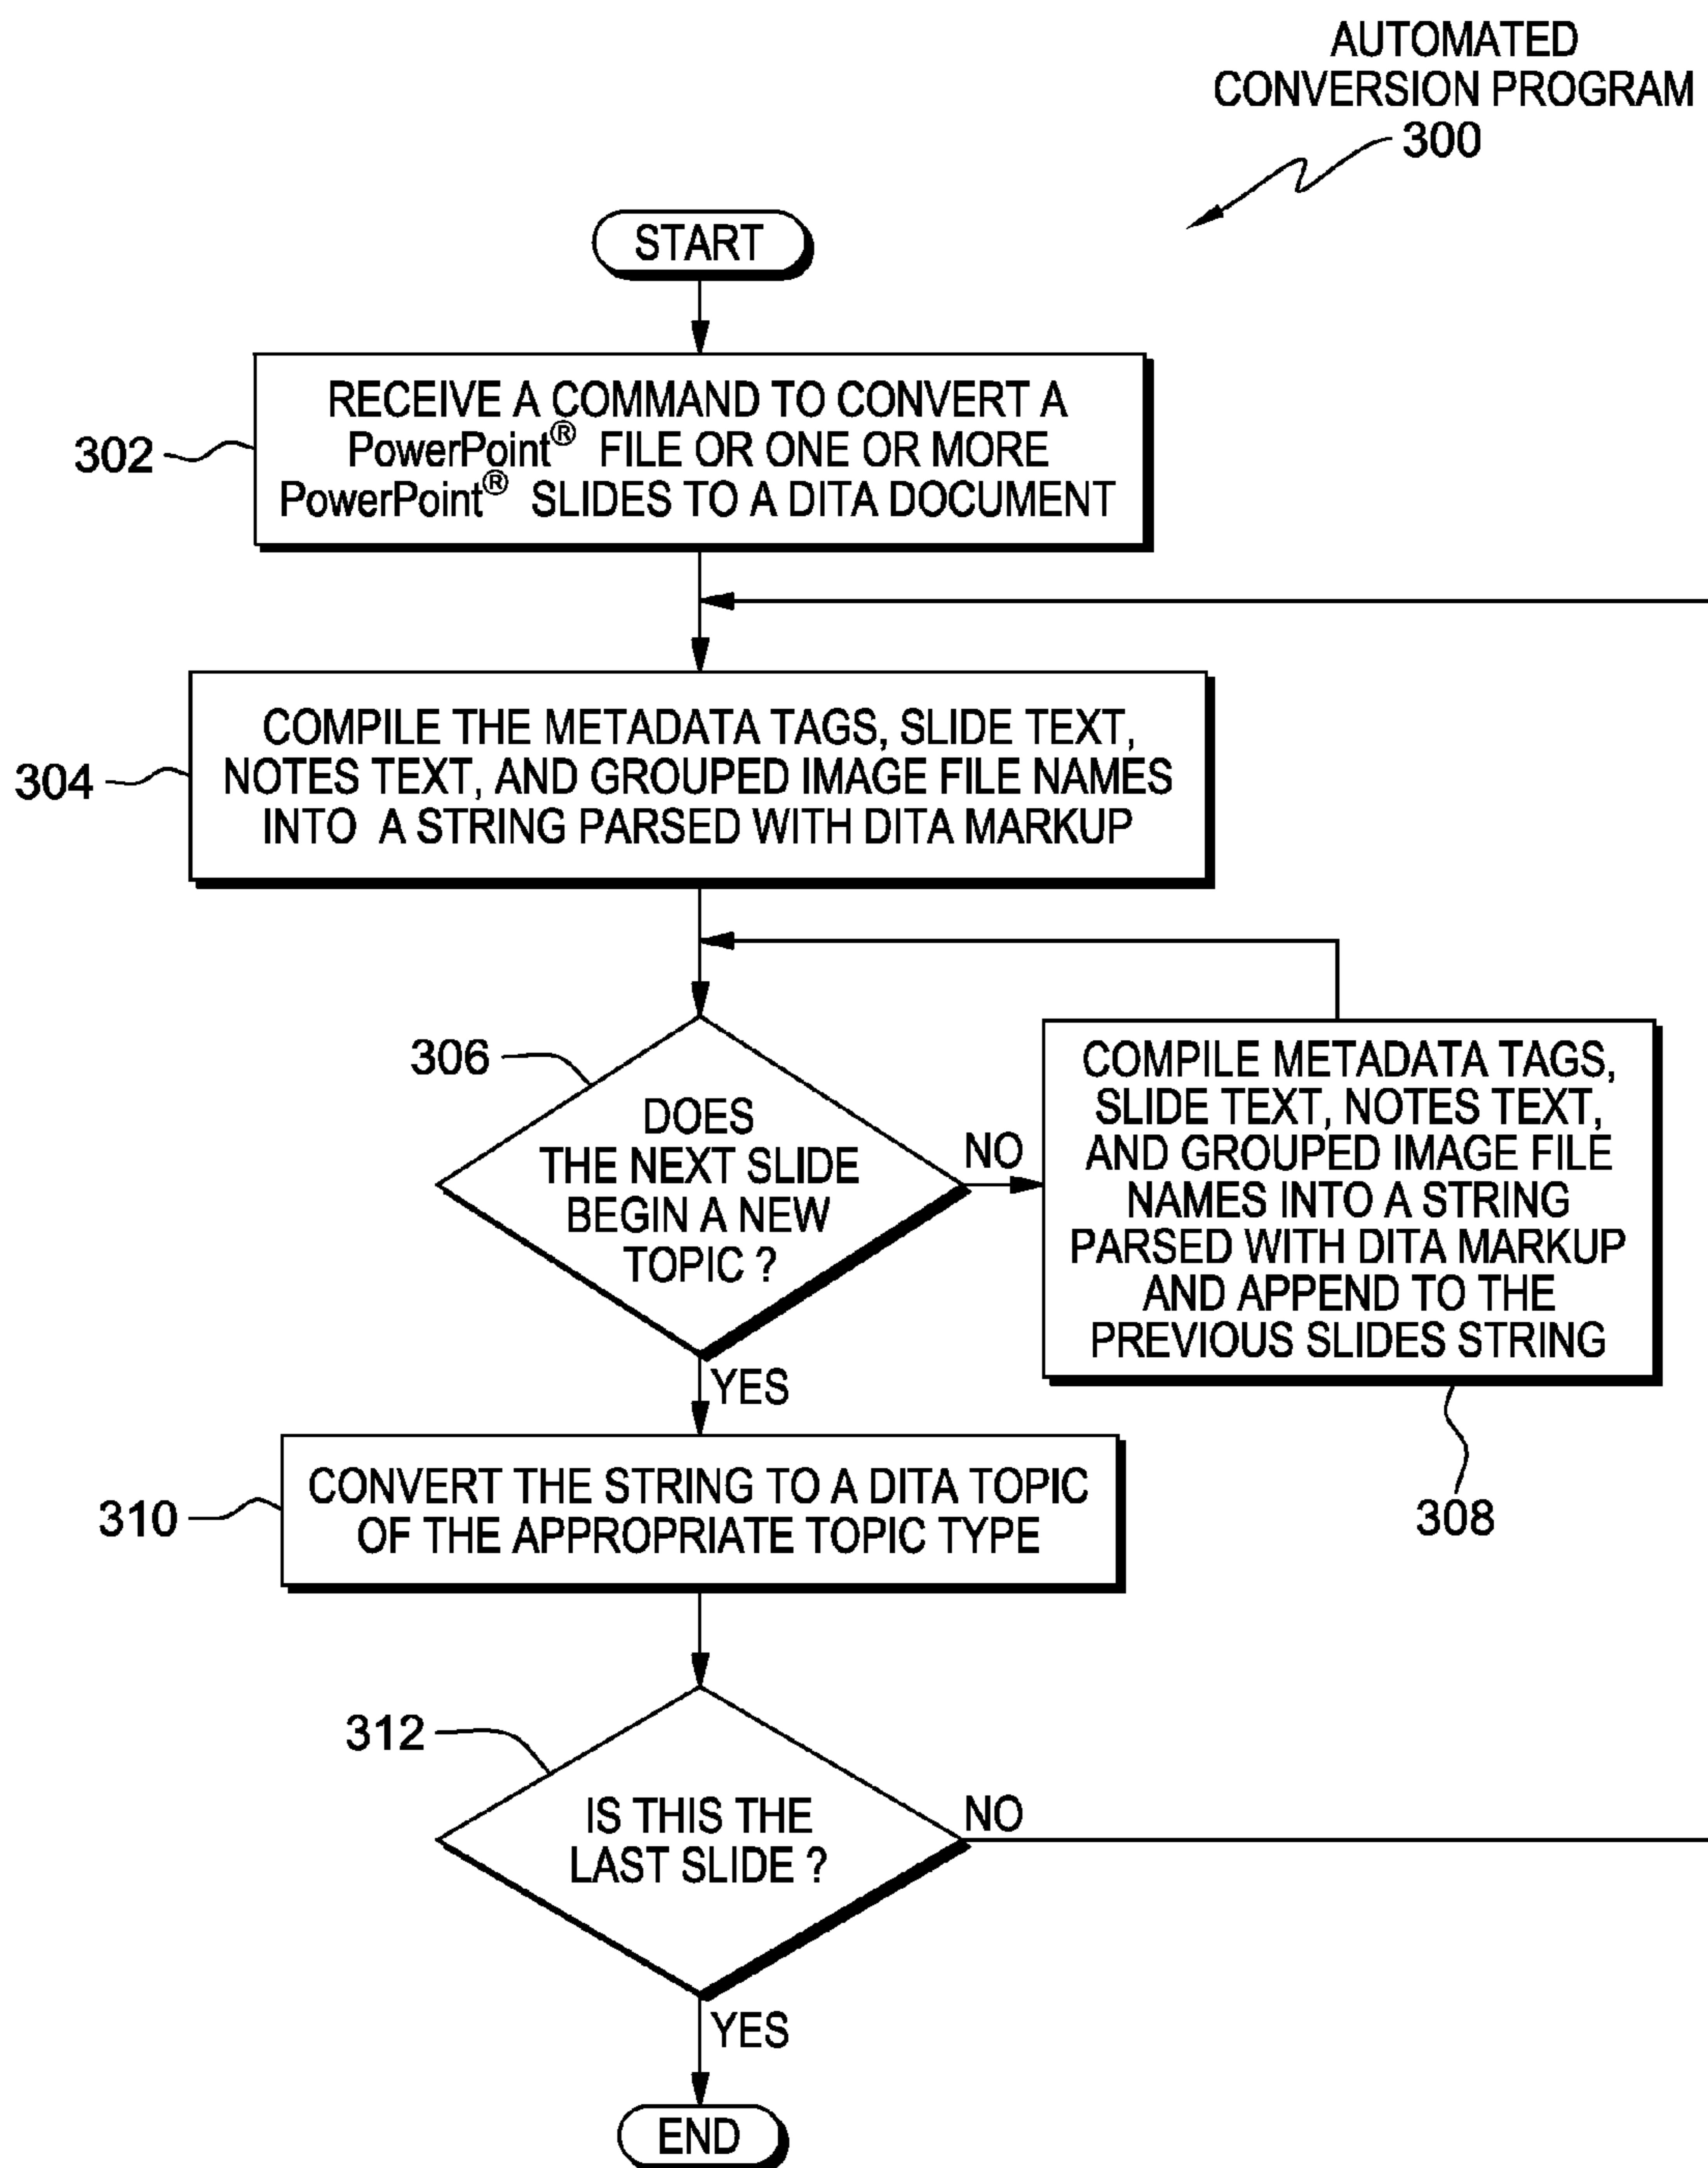 AUTOMATED
CONVERSION PROGRAM
300
START
302
RECEIVE A COMMAND TO CONVERT A
PowerPoint® FILE OR ONE OR MORE
PowerPoint® SLIDES TO A DITA DOCUMENT
304
COMPILE THE METADATA TAGS, SLIDE TEXT,
NOTES TEXT, AND GROUPED IMAGE FILE NAMES
INTO A STRING PARSED WITH DITA MARKUP
306
DOES
THE NEXT SLIDE
BEGIN A NEW
TOPIC ?
NO
COMPILE METADATA TAGS,
SLIDE TEXT, NOTES TEXT,
AND GROUPED IMAGE FILE
NAMES INTO A STRING
PARSED WITH DITA MARKUP
AND APPEND TO THE
PREVIOUS SLIDES STRING
308
YES
310
CONVERT THE STRING TO A DITA TOPIC
OF THE APPROPRIATE TOPIC TYPE
312
IS THIS THE
LAST SLIDE ?
NO
YES
END